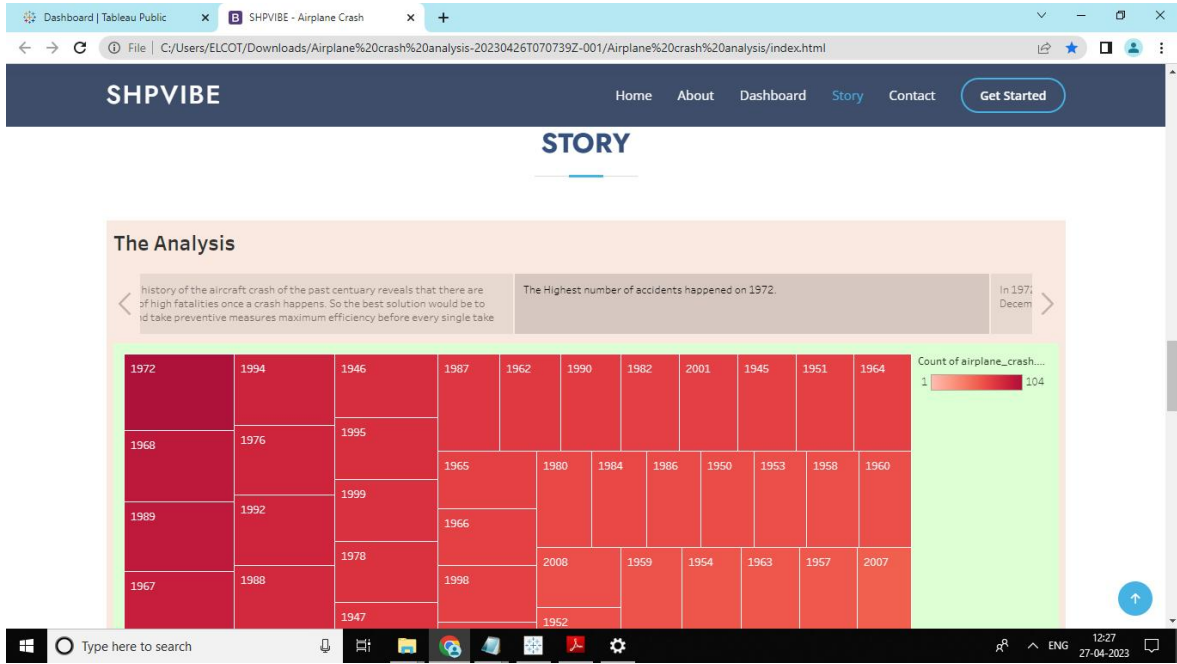 Dashboard | Tableau Public
SHPVIBE - Airplane Crash
File | C:/Users/ELCOT/Downloads/Airplane%20crash%20analysis-20230426T070739Z-001/Airplane%20crash%20analysis/index.html
SHPVIBE
Home About Dashboard Story Contact Get Started
STORY
The Analysis
history of the aircraft crash of the past centuary reveals that there are
of high fatalities once a crash happens. So the best solution would be to
d take preventive measures maximum efficiency before every single take
The Highest number of accidents happened on 1972.
In 197
Decem
1972 1994 1946 1987 1962 1990 1982 2001 1945 1951 1964
Count of airplane_crash....
1 104
1968 1976 1995
1965 1980 1984 1986 1950 1953 1958 1960
1989 1992 1999
1966
1978
2008 1959 1954 1963 1957 2007
1967 1988 1998
1947 1952
Type here to search
ENG
12:27
27-04-2023